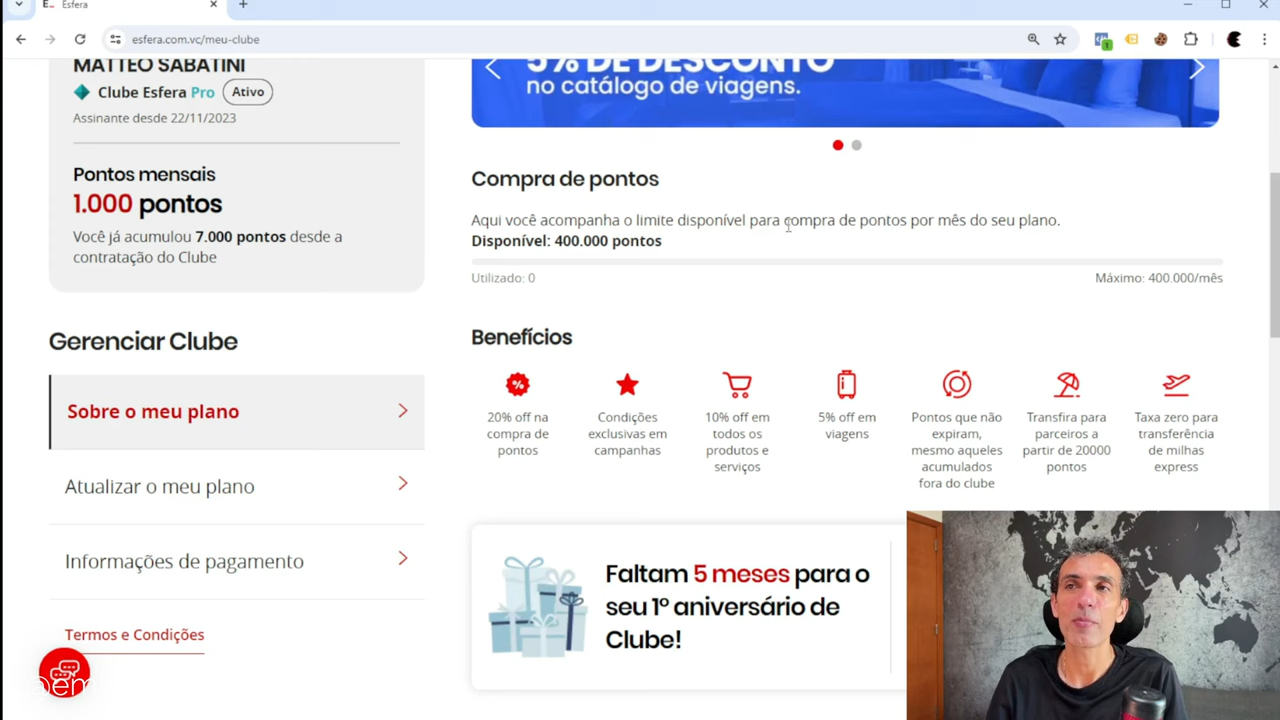 Esfera
esfera.com.vc/meu-clube
MATTEO SABATINI
Clube Esfera Pro
Ativo
Assinante desde 22/11/2023
Pontos mensais
1.000 pontos
Você já acumulou 7.000 pontos desde a
contratação do Clube
Gerenciar Clube
Sobre o meu plano
Atualizar o meu plano
Informações de pagamento
Termos e Condições
5% DE DESCONTO
no catálogo de viagens.
Compra de pontos
Aqui você acompanha o limite disponível para compra de pontos por mês do seu plano.
Disponível: 400.000 pontos
Utilizado: 0
Máximo: 400.000/mês
Benefícios
20% off na
compra de
pontos
Condições
exclusivas em
campanhas
10% off em
todos os
produtos e
serviços
5% off em
viagens
Pontos que não
expiram,
mesmo aqueles
acumulados
fora do clube
Transfira para
parceiros a
partir de 20000
pontos
Taxa zero para
transferência
de milhas
express
Faltam 5 meses para o
seu 1º aniversário de
Clube!